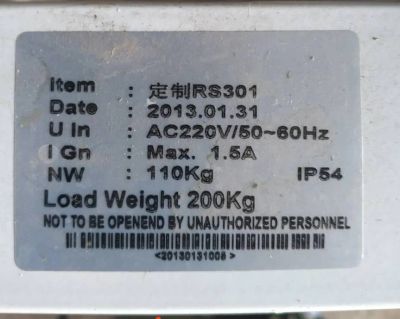 Item : 定制RS301
Date : 2013.01.31
U In : AC220V/50~60Hz
I Gn : Max. 1.5A
NW : 110Kg IP54
Load Weight 200Kg
NOT TO BE OPENEND BY UNAUTHORIZED PERSONNEL
<20130131006>